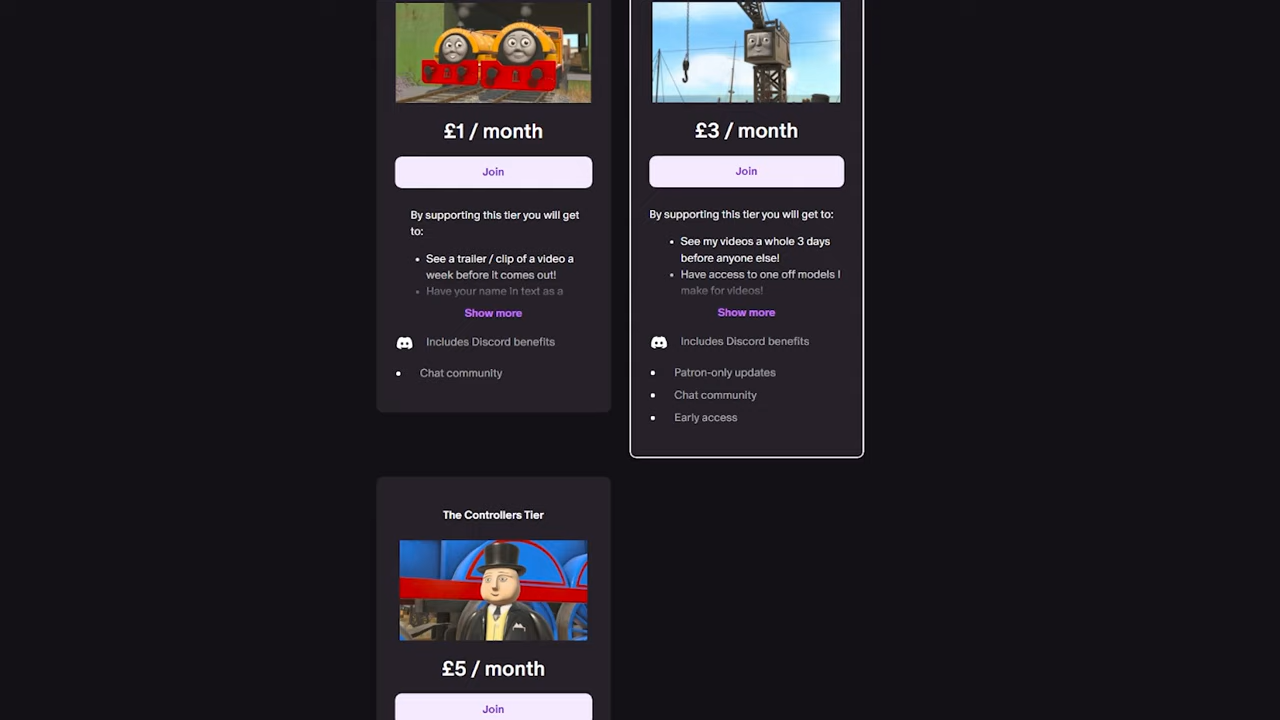 £1 / month
Join
By supporting this tier you will get
to:
• See a trailer / clip of a video a
week before it comes out!
• Have your name in text as a
Show more
Includes Discord benefits
• Chat community
£3 / month
Join
By supporting this tier you will get to:
• See my videos a whole 3 days
before anyone else!
• Have access to one off models I
make for videos!
Show more
Includes Discord benefits
• Patron-only updates
• Chat community
• Early access
The Controllers Tier
£5 / month
Join